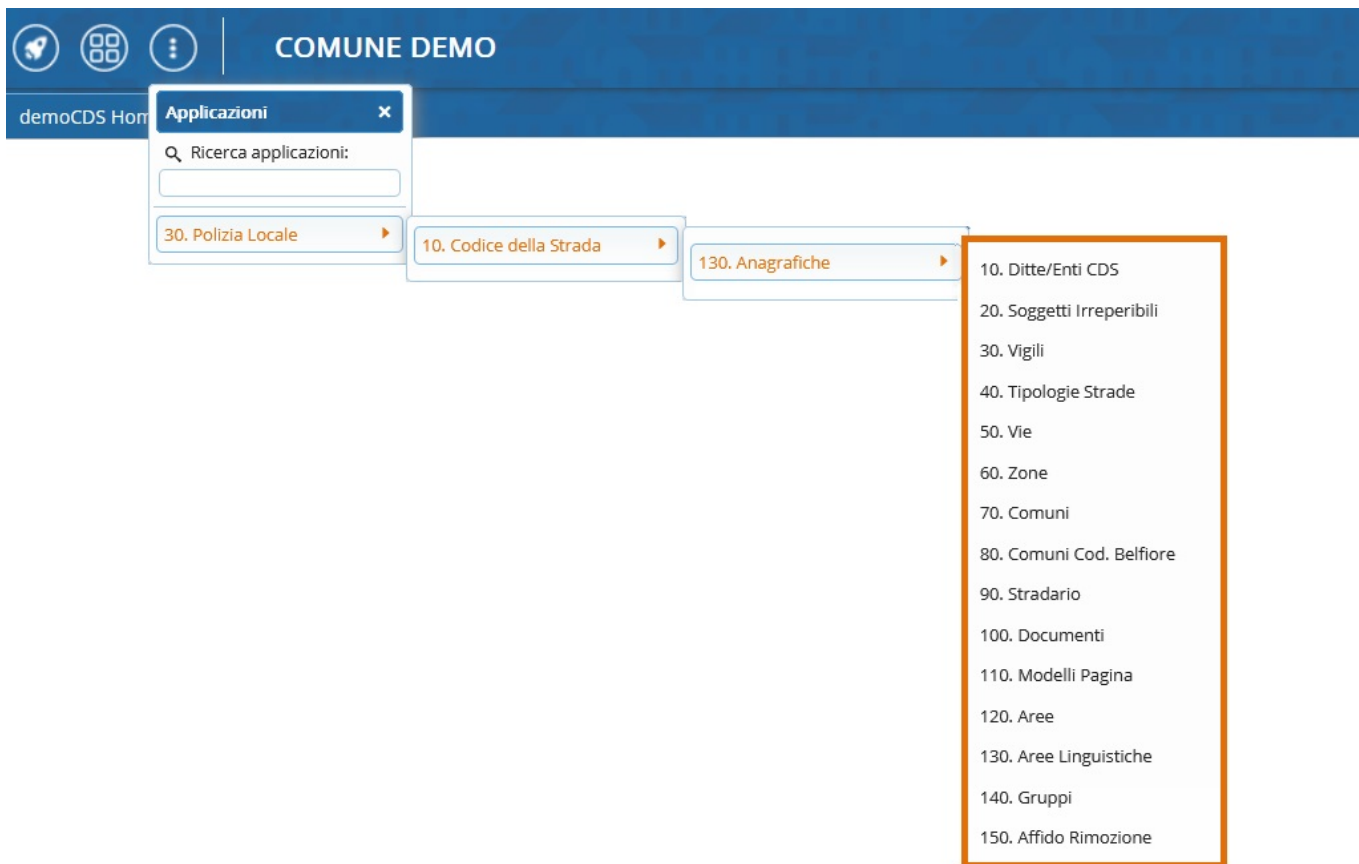 COMUNE DEMO
demoCDS Hom
Applicazioni
Ricerca applicazioni:
30. Polizia Locale
10. Codice della Strada
130. Anagrafiche
10. Ditte/Enti CDS
20. Soggetti Irreperibili
30. Vigili
40. Tipologie Strade
50. Vie
60. Zone
70. Comuni
80. Comuni Cod. Belfiore
90. Stradario
100. Documenti
110. Modelli Pagina
120. Aree
130. Aree Linguistiche
140. Gruppi
150. Affido Rimozione